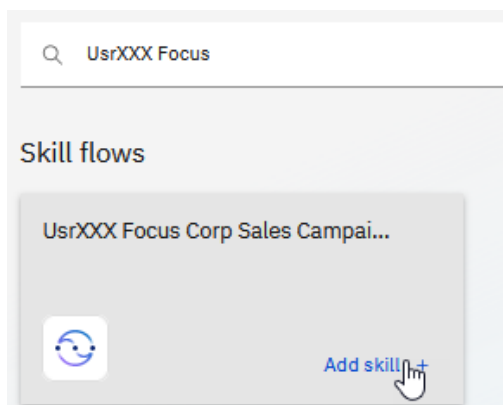 UsrXXX Focus
Skill flows
UsrXXX Focus Corp Sales Campai...
Add skill +